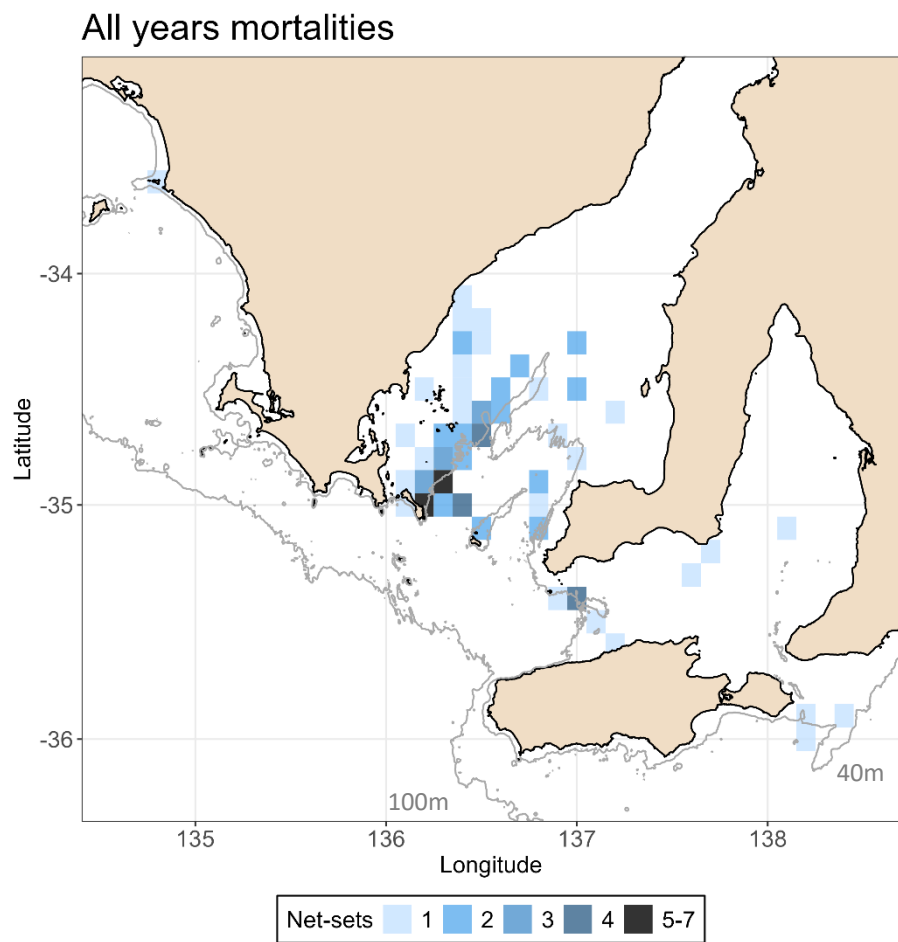 All years mortalities
Latitude
-34
-35
-36
100m
40m
135 136 137 138
Longitude
Net-sets 1 2 3 4 5-7